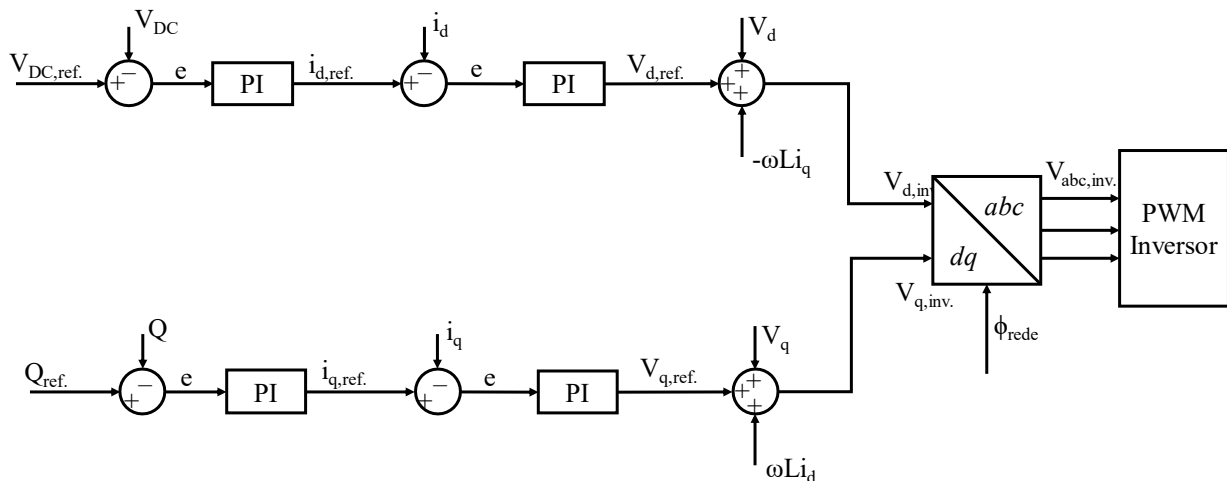 V_DC
i_d
V_d
V_DC,ref.
+
−
e
PI
i_d,ref.
+
−
e
PI
V_d,ref.
+
+
+
-ωLi_q
V_d,inv
abc
dq
V_abc,inv.
PWM
Inversor
V_q,inv.
ϕ_rede
Q
i_q
V_q
Q_ref.
+
−
e
PI
i_q,ref.
+
−
e
PI
V_q,ref.
+
+
+
ωLi_d